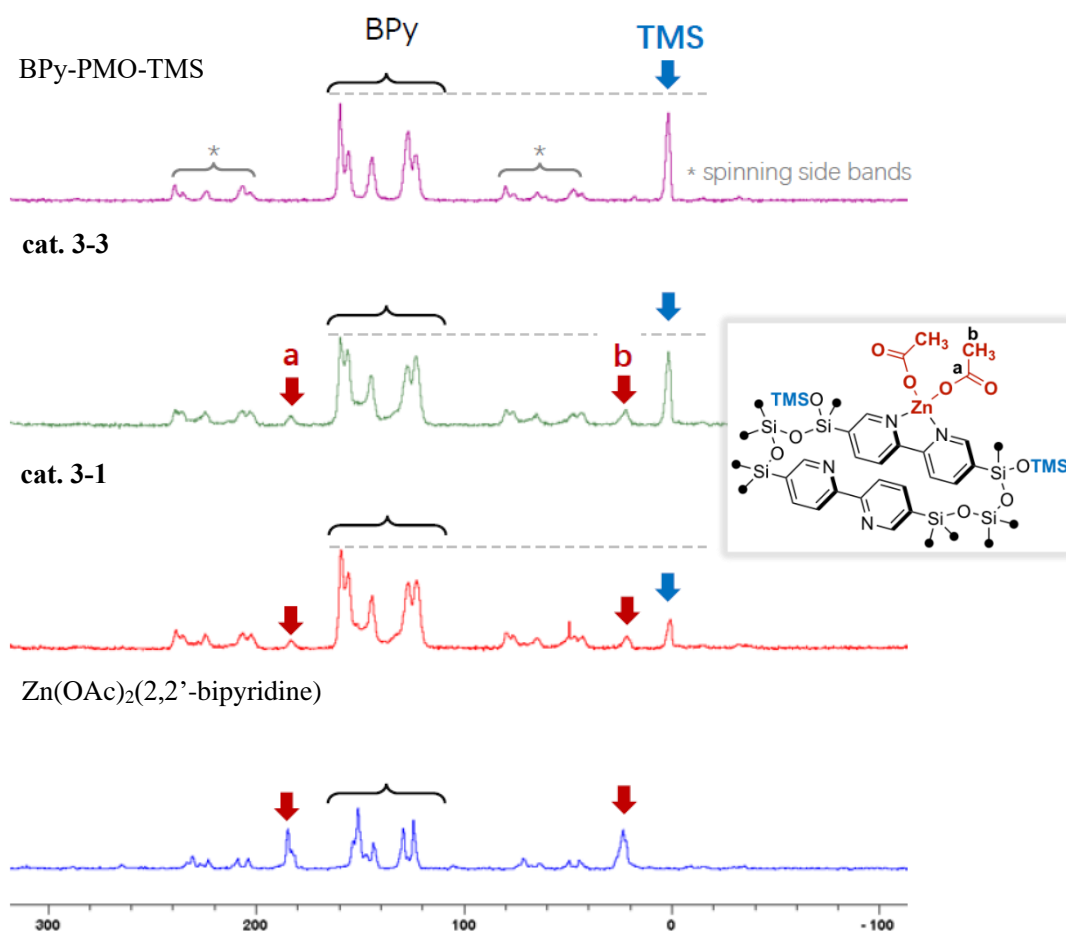 BPy
TMS
BPy-PMO-TMS
*
*
* spinning side bands
cat. 3-3
a
b
b
CH₃
CH₃
O
O
a
O
O
Zn
TMSO
Si
O
Si
N
N
O
Si
Si
OTMS
N
O
N
Si
O
Si
cat. 3-1
Zn(OAc)₂(2,2’-bipyridine)
300
200
100
0
-100